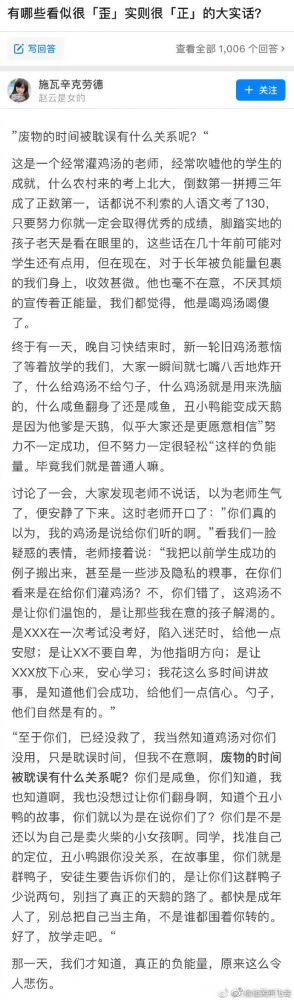 有哪些看似很「歪」实则很「正」的大实话？
写回答
查看全部 1,006 个回答
施瓦辛克劳德
赵云是女的
+ 关注
”废物的时间被耽误有什么关系呢？“
这是一个经常灌鸡汤的老师，经常吹嘘他的学生的
成就，什么农村来的考上北大，倒数第一拼搏三年
成了正数第一，话都说不利索的人语文考了130，
只要努力你就一定会取得优秀的成绩，脚踏实地的
孩子老天是看在眼里的，这些话在几十年前可能对
学生还有点用，但在现在，对于长年被负能量包裹
的我们身上，收效甚微。他也毫不在意，不厌其烦
的宣传着正能量，我们都觉得，他是喝鸡汤喝傻
了。
终于有一天，晚自习快结束时，新一轮旧鸡汤惹恼
了等着放学的我们，大家一瞬间就七嘴八舌地炸开
了，什么给鸡汤不给勺子，什么鸡汤就是用来洗脑
的，什么咸鱼翻身了还是咸鱼，丑小鸭能变成天鹅
是因为他爹是天鹅，似乎大家还是更愿意相信”努
力不一定成功，但不努力一定很轻松“这样的负能
量。毕竟我们就是普通人嘛。
讨论了一会，大家发现老师不说话，以为老师生气
了，便安静了下来。这时老师开口了：”你们真的
以为，我的鸡汤是说给你们听的啊。”看我们一脸
疑惑的表情，老师接着说：“我把以前学生成功的
例子搬出来，甚至是一些涉及隐私的糗事，在你们
看来是在给你们灌鸡汤？不，你们错了，这鸡汤不
是让你们温饱的，是让那些我在意的孩子解渴的。
是XXX在一次考试没考好，陷入迷茫时，给他一点
安慰；是让XX不要自卑，为他指明方向；是让
XXX放下心来，安心学习；我花这么多时间讲故
事，是知道他们会成功，给他们一点信心。勺子，
他们自然是有的。”
“至于你们，已经没救了，我当然知道鸡汤对你们
没用，只是耽误时间，但我不在意啊，废物的时间
被耽误有什么关系呢？你们是咸鱼，你们知道，我
也知道啊，我也没想过让你们翻身啊，知道个丑小
鸭的故事，你们就以为是在说你们了？你们是不是
还以为自己是卖火柴的小女孩啊。同学，找准自己
的定位，丑小鸭跟你没关系，在故事里，你们就是
群鸭子，安徒生要告诉你们的，是让你们这群鸭子
少说两句，别挡了真正的天鹅的路了。都快是成年
人了，别总把自己当主角，不是谁都围着你转的。
好了，放学走吧。“
那一天，我们才知道，真正的负能量，原来这么令
人悲伤。